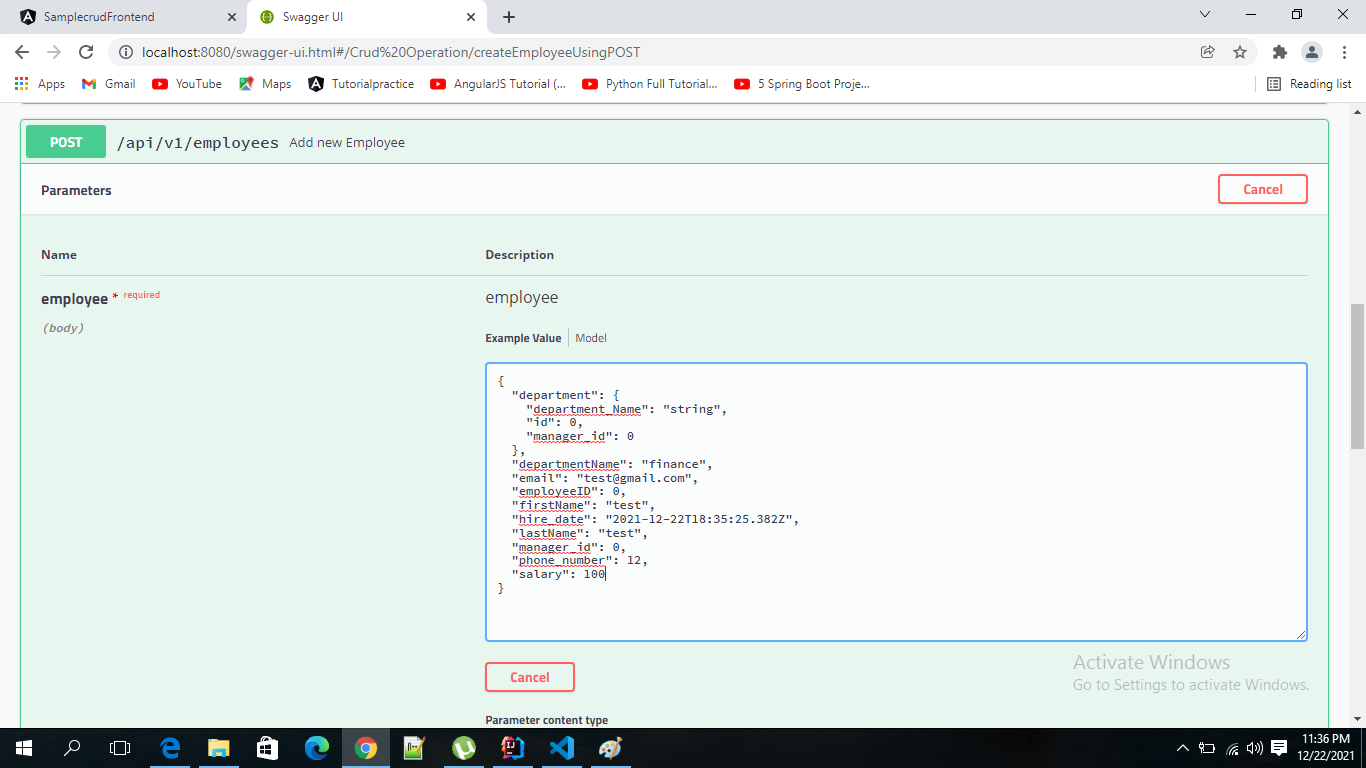 SamplecrudFrontend
Swagger UI
localhost:8080/swagger-ui.html#/Crud%20Operation/createEmployeeUsingPOST
Apps Gmail YouTube Maps Tutorialpractice AngularJS Tutorial (... Python Full Tutorial... 5 Spring Boot Proje... Reading list
POST /api/v1/employees Add new Employee
Parameters Cancel
Name Description
employee * required employee
(body)
Example Value Model
{
"department": {
"department_Name": "string",
"id": 0,
"manager_id": 0
},
"departmentName": "finance",
"email": "test@gmail.com",
"employeeID": 0,
"firstName": "test",
"hire_date": "2021-12-22T18:35:25.382Z",
"lastName": "test",
"manager_id": 0,
"phone_number": 12,
"salary": 100
}
Cancel
Activate Windows
Go to Settings to activate Windows.
Parameter content type
11:36 PM
12/22/2021